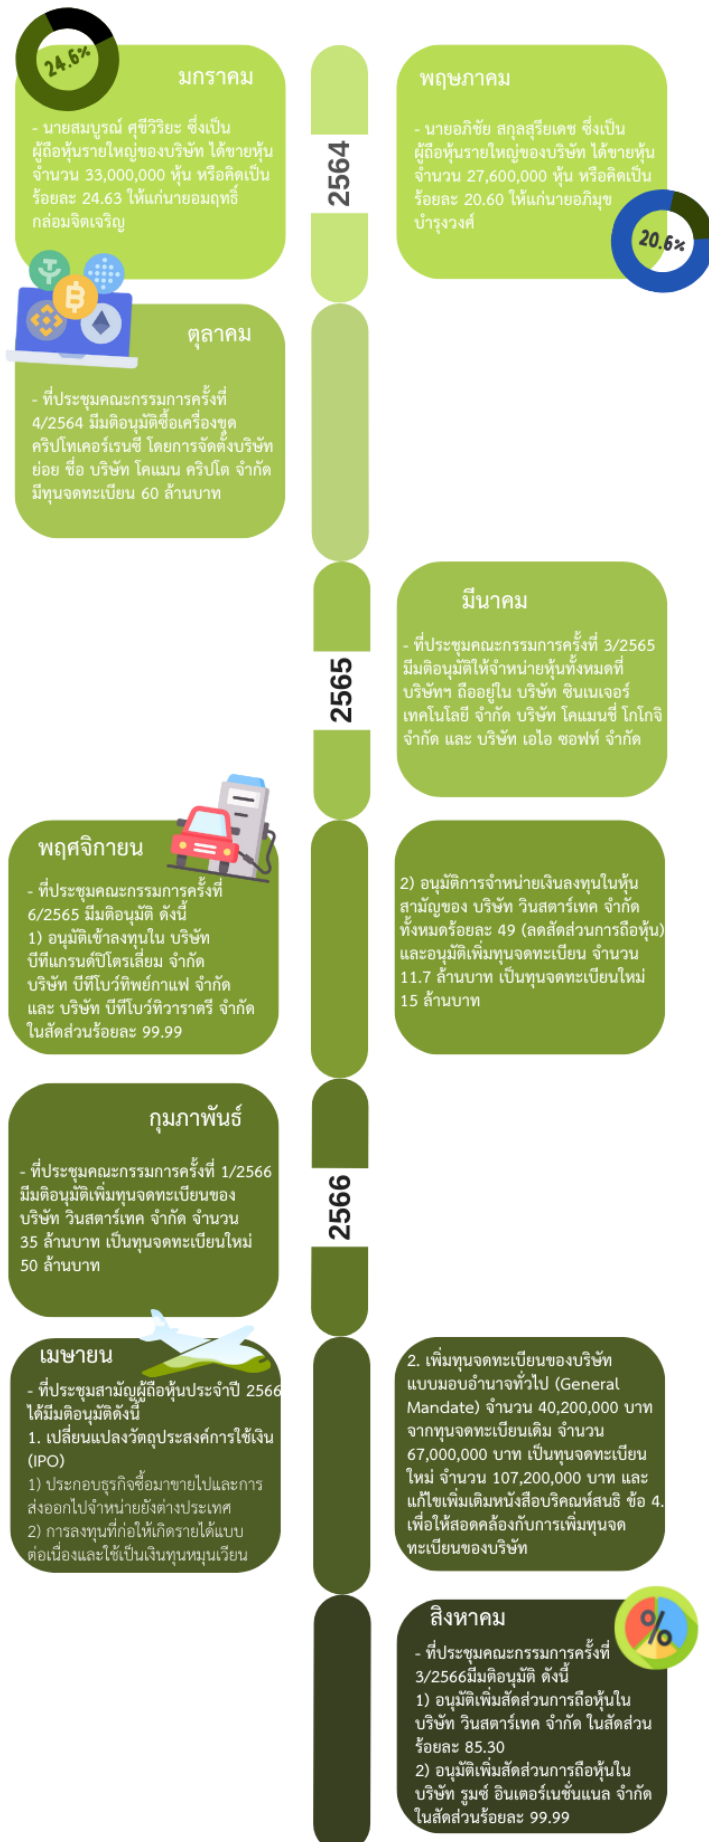 24.6%
มกราคม
- นายสมบูรณ์ ศุขีวิริยะ ซึ่งเป็น
ผู้ถือหุ้นรายใหญ่ของบริษัท ได้ขายหุ้น
จำนวน 33,000,000 หุ้น หรือคิดเป็น
ร้อยละ 24.63 ให้แก่นายอมฤทธิ์
กล่อมจิตเจริญ
2564
พฤษภาคม
- นายอภิชัย สกุลสุรียเดช ซึ่งเป็น
ผู้ถือหุ้นรายใหญ่ของบริษัท ได้ขายหุ้น
จำนวน 27,600,000 หุ้น หรือคิดเป็น
ร้อยละ 20.60 ให้แก่นายอภิมุข
บำรุงวงศ์
20.6%
ตุลาคม
- ที่ประชุมคณะกรรมการครั้งที่
4/2564 มีมติอนุมัติซื้อเครื่องขุด
คริปโทเคอร์เรนซี โดยการจัดตั้งบริษัท
ย่อย ชื่อ บริษัท โคแมน คริปโต จำกัด
มีทุนจดทะเบียน 60 ล้านบาท
2565
มีนาคม
- ที่ประชุมคณะกรรมการครั้งที่ 3/2565
มีมติอนุมัติให้จำหน่ายหุ้นทั้งหมดที่
บริษัทฯ ถืออยู่ใน บริษัท ซินเนเจอร์
เทคโนโลยี จำกัด บริษัท โคแมนชี่ โกโกจิ
จำกัด และ บริษัท เอไอ ซอฟท์ จำกัด
พฤศจิกายน
- ที่ประชุมคณะกรรมการครั้งที่
6/2565 มีมติอนุมัติ ดังนี้
1) อนุมัติเข้าลงทุนใน บริษัท
บีทีแกรนด์ปิโตรเลี่ยม จำกัด
บริษัท บีทีโบว์ทิพย์กาแฟ จำกัด
และ บริษัท บีทีโบว์ทิวาราตรี จำกัด
ในสัดส่วนร้อยละ 99.99
2) อนุมัติการจำหน่ายเงินลงทุนในหุ้น
สามัญของ บริษัท วินสตาร์เทค จำกัด
ทั้งหมดร้อยละ 49 (ลดสัดส่วนการถือหุ้น)
และอนุมัติเพิ่มทุนจดทะเบียน จำนวน
11.7 ล้านบาท เป็นทุนจดทะเบียนใหม่
15 ล้านบาท
กุมภาพันธ์
- ที่ประชุมคณะกรรมการครั้งที่ 1/2566
มีมติอนุมัติเพิ่มทุนจดทะเบียนของ
บริษัท วินสตาร์เทค จำกัด จำนวน
35 ล้านบาท เป็นทุนจดทะเบียนใหม่
50 ล้านบาท
2566
เมษายน
- ที่ประชุมสามัญผู้ถือหุ้นประจำปี 2566
ได้มีมติอนุมัติดังนี้
1. เปลี่ยนแปลงวัตถุประสงค์การใช้เงิน
(IPO)
1) ประกอบธุรกิจซื้อมาขายไปและการ
ส่งออกไปจำหน่ายยังต่างประเทศ
2) การลงทุนที่ก่อให้เกิดรายได้แบบ
ต่อเนื่องและใช้เป็นเงินทุนหมุนเวียน
2. เพิ่มทุนจดทะเบียนของบริษัท
แบบมอบอำนาจทั่วไป (General
Mandate) จำนวน 40,200,000 บาท
จากทุนจดทะเบียนเดิม จำนวน
67,000,000 บาท เป็นทุนจดทะเบียน
ใหม่ จำนวน 107,200,000 บาท และ
แก้ไขเพิ่มเติมหนังสือบริคณห์สนธิ ข้อ 4.
เพื่อให้สอดคล้องกับการเพิ่มทุนจด
ทะเบียนของบริษัท
สิงหาคม
%
- ที่ประชุมคณะกรรมการครั้งที่
3/2566มีมติอนุมัติ ดังนี้
1) อนุมัติเพิ่มสัดส่วนการถือหุ้นใน
บริษัท วินสตาร์เทค จำกัด ในสัดส่วน
ร้อยละ 85.30
2) อนุมัติเพิ่มสัดส่วนการถือหุ้นใน
บริษัท รูมซ์ อินเตอร์เนชั่นแนล จำกัด
ในสัดส่วนร้อยละ 99.99